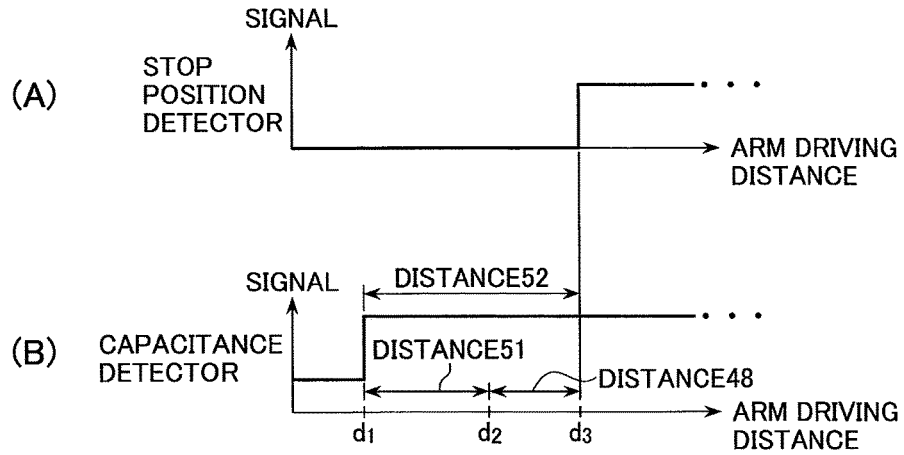 SIGNAL
(A)
STOP
POSITION
DETECTOR
ARM DRIVING
DISTANCE
SIGNAL
DISTANCE52
(B)
CAPACITANCE
DETECTOR
DISTANCE51
DISTANCE48
ARM DRIVING
DISTANCE
d1 d2 d3